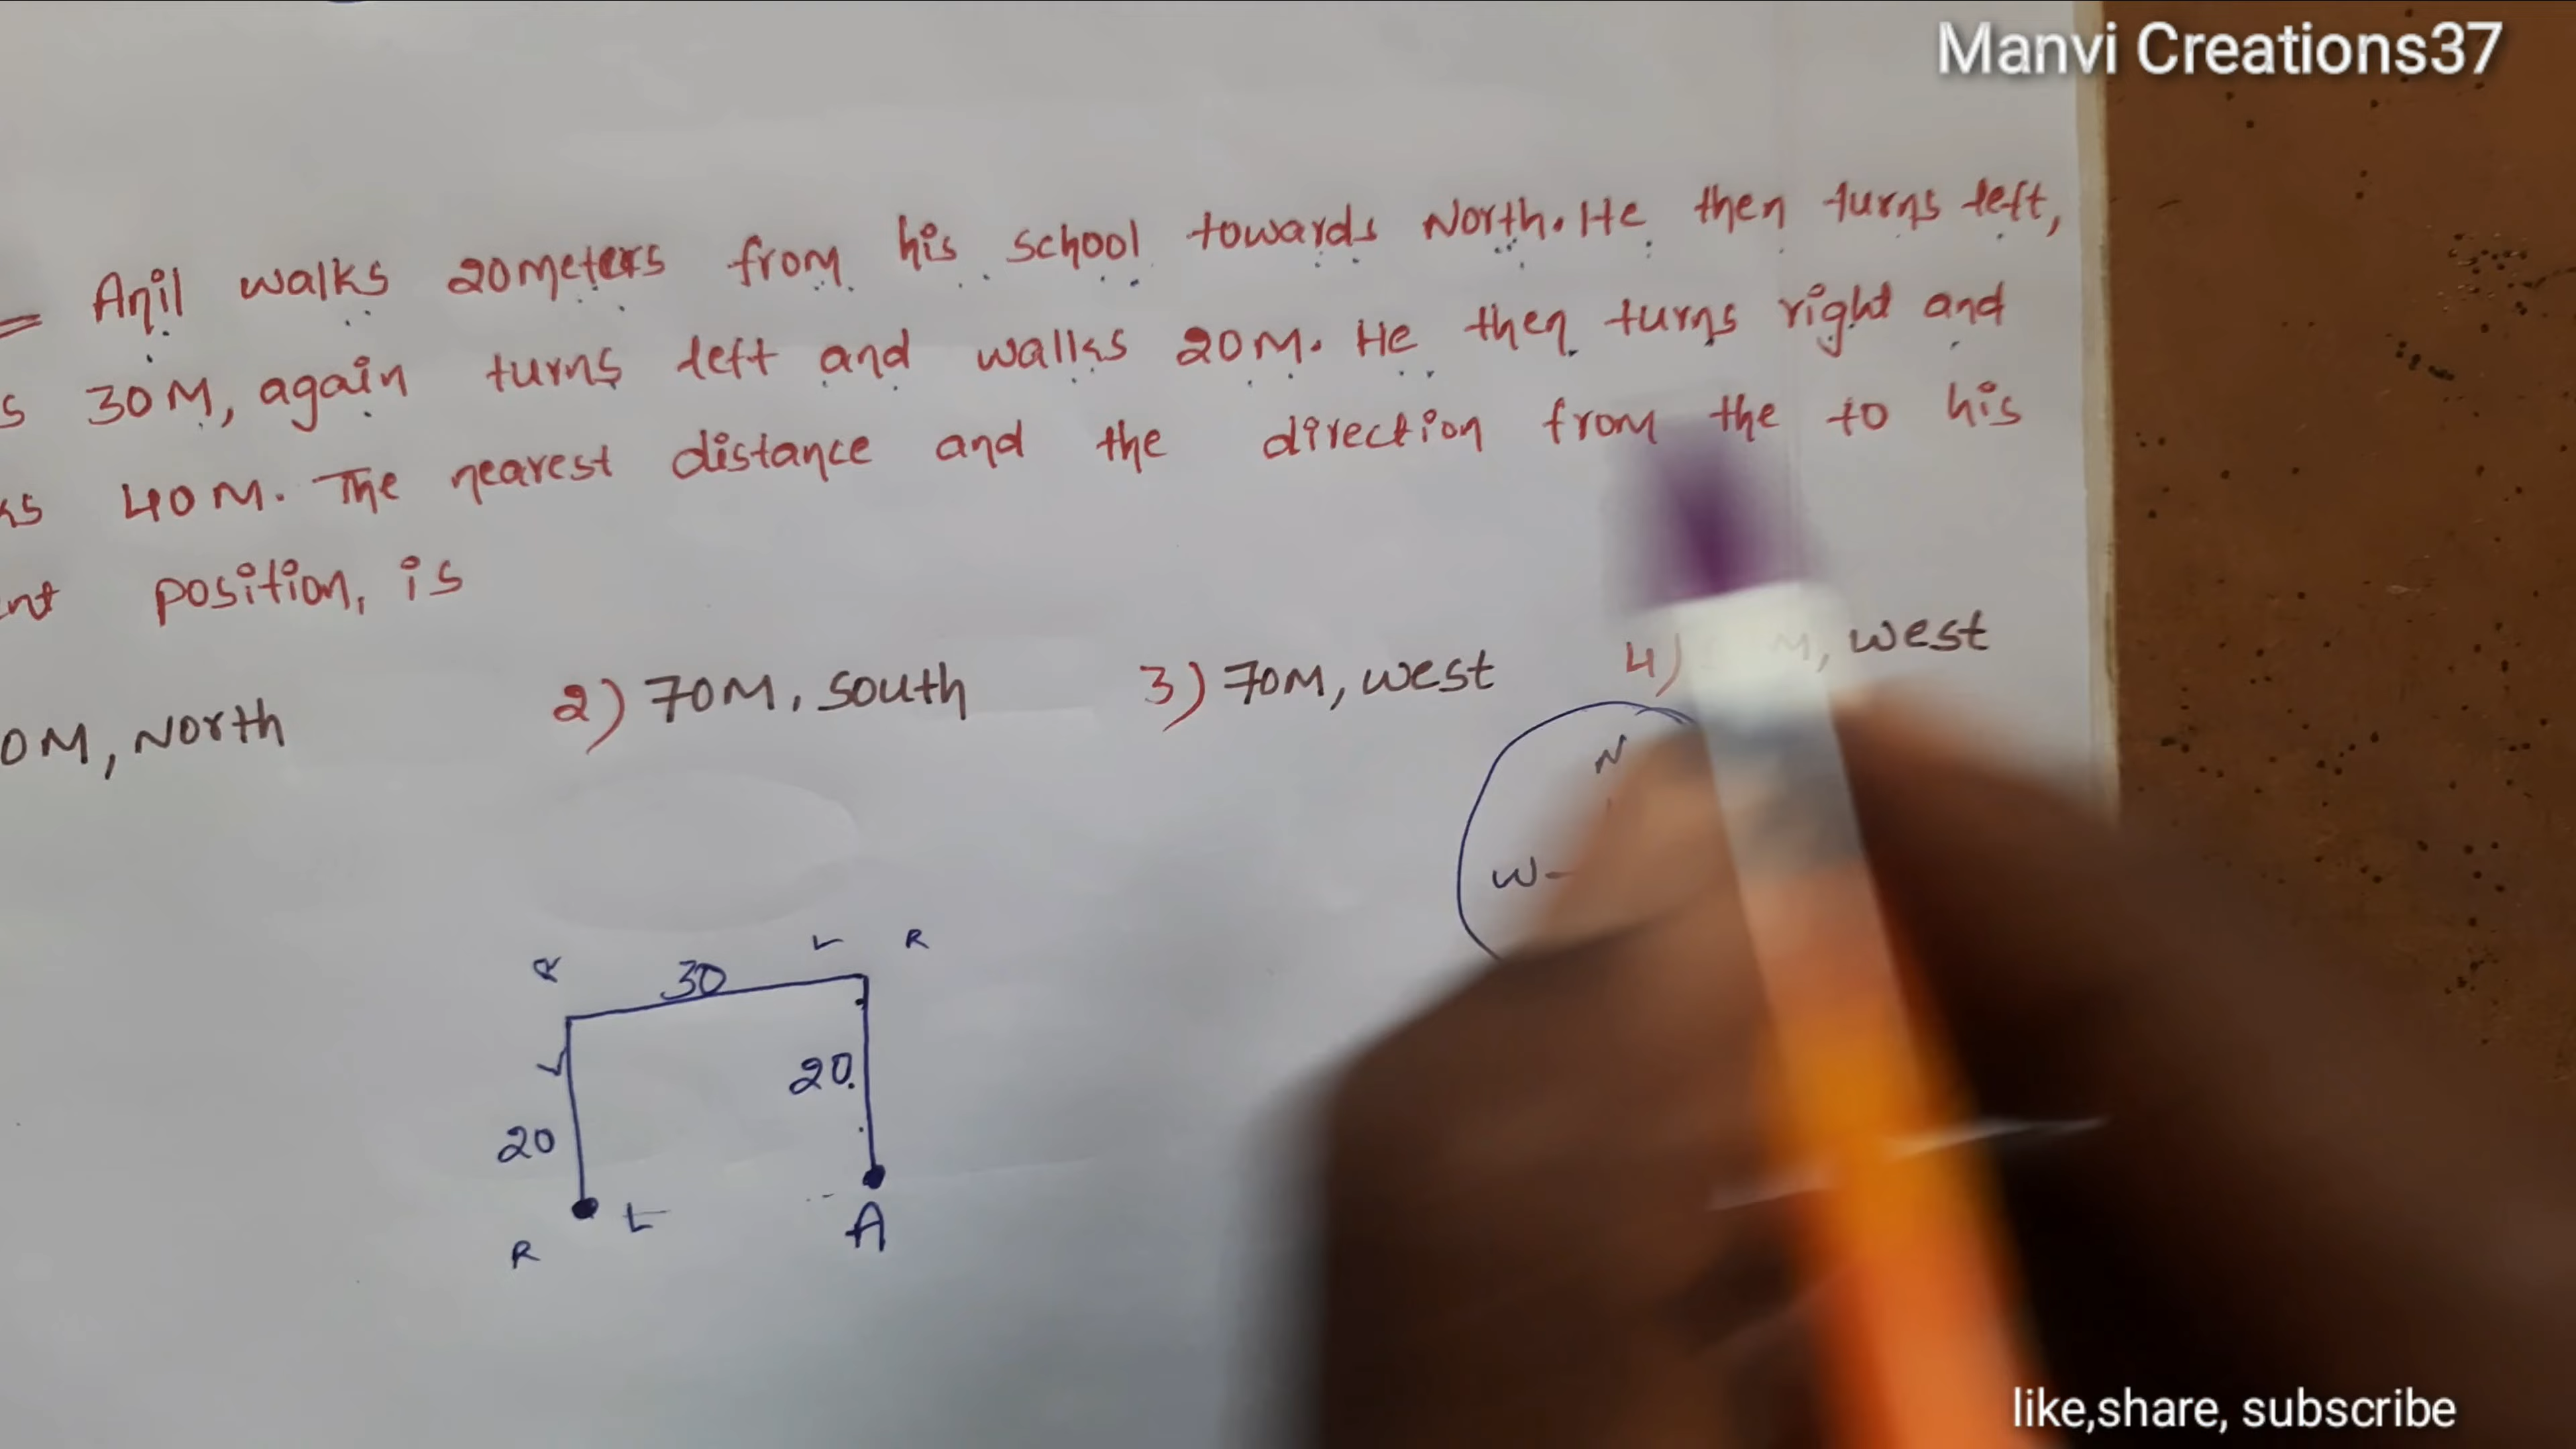 Manvi Creations37
Anil walks 20meters from his school towards North. He then turns left,
s 30M, again turns left and walks 20M. He then turns right and
ks 40M. The nearest distance and the direction from the to his
nt position, is
0M, North 2) 70M, south 3) 70M, west 4) M, west
N
W-
R 30 L R
20
20
L
R
A
like,share, subscribe